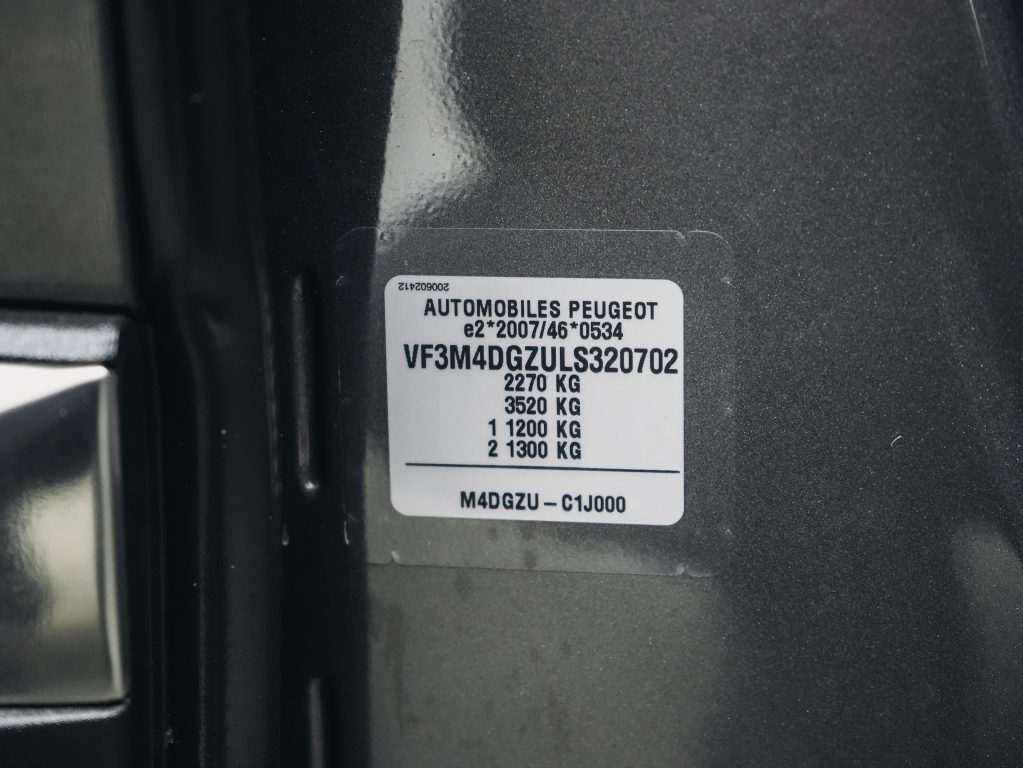 200602412
AUTOMOBILES PEUGEOT
e2*2007/46*0534
VF3M4DGZULS320702
2270 KG
3520 KG
1 1200 KG
2 1300 KG
M4DGZU – C1J000